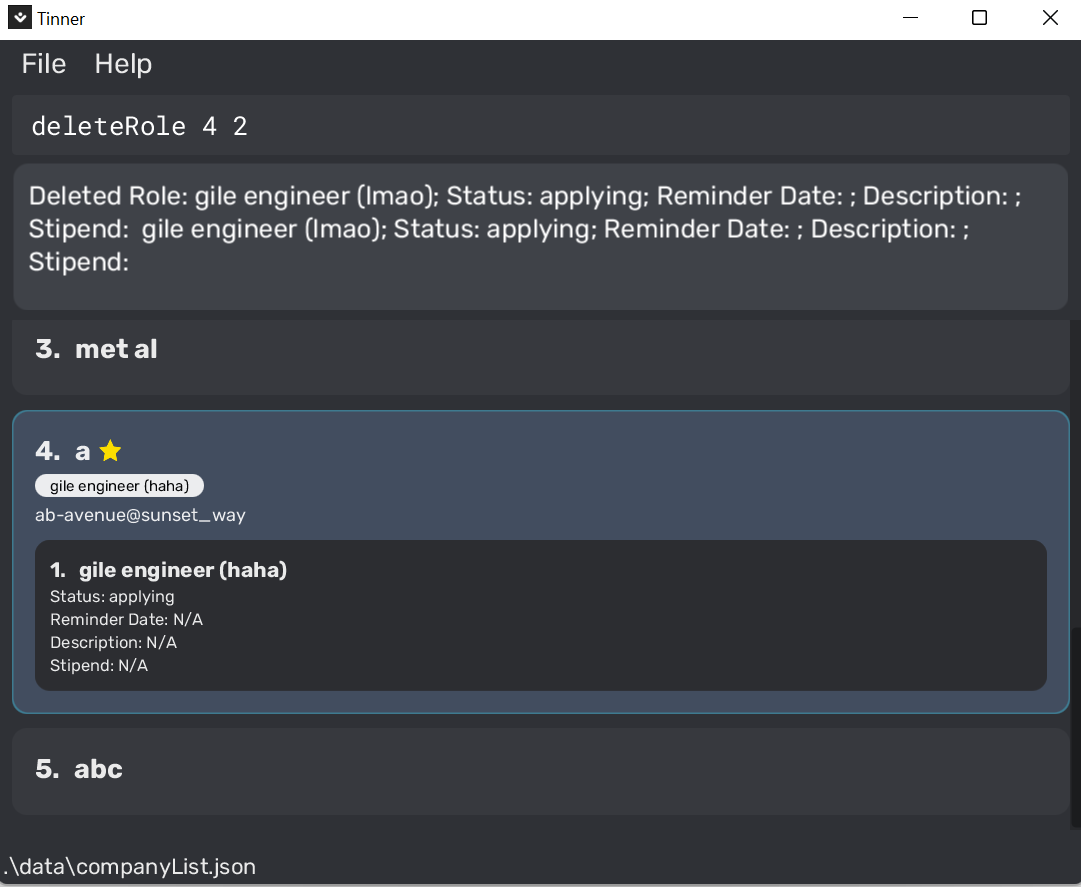 Tinner
File Help
deleteRole 4 2
Deleted Role: gile engineer (lmao); Status: applying; Reminder Date: ; Description: ;
Stipend:  gile engineer (lmao); Status: applying; Reminder Date: ; Description: ;
Stipend:
3. met al
4. a
gile engineer (haha)
ab-avenue@sunset_way
1. gile engineer (haha)
Status: applying
Reminder Date: N/A
Description: N/A
Stipend: N/A
5. abc
.\data\companyList.json